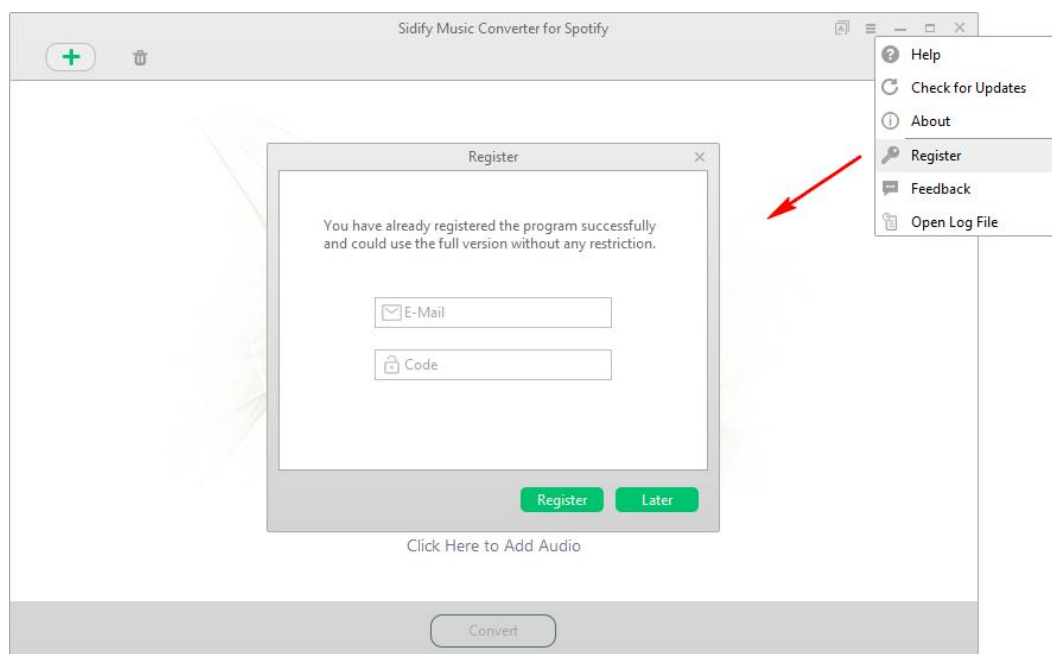 Sidify Music Converter for Spotify
Help
Check for Updates
About
Register
Feedback
Open Log File
Register
You have already registered the program successfully
and could use the full version without any restriction.
E-Mail
Code
Register
Later
Click Here to Add Audio
Convert